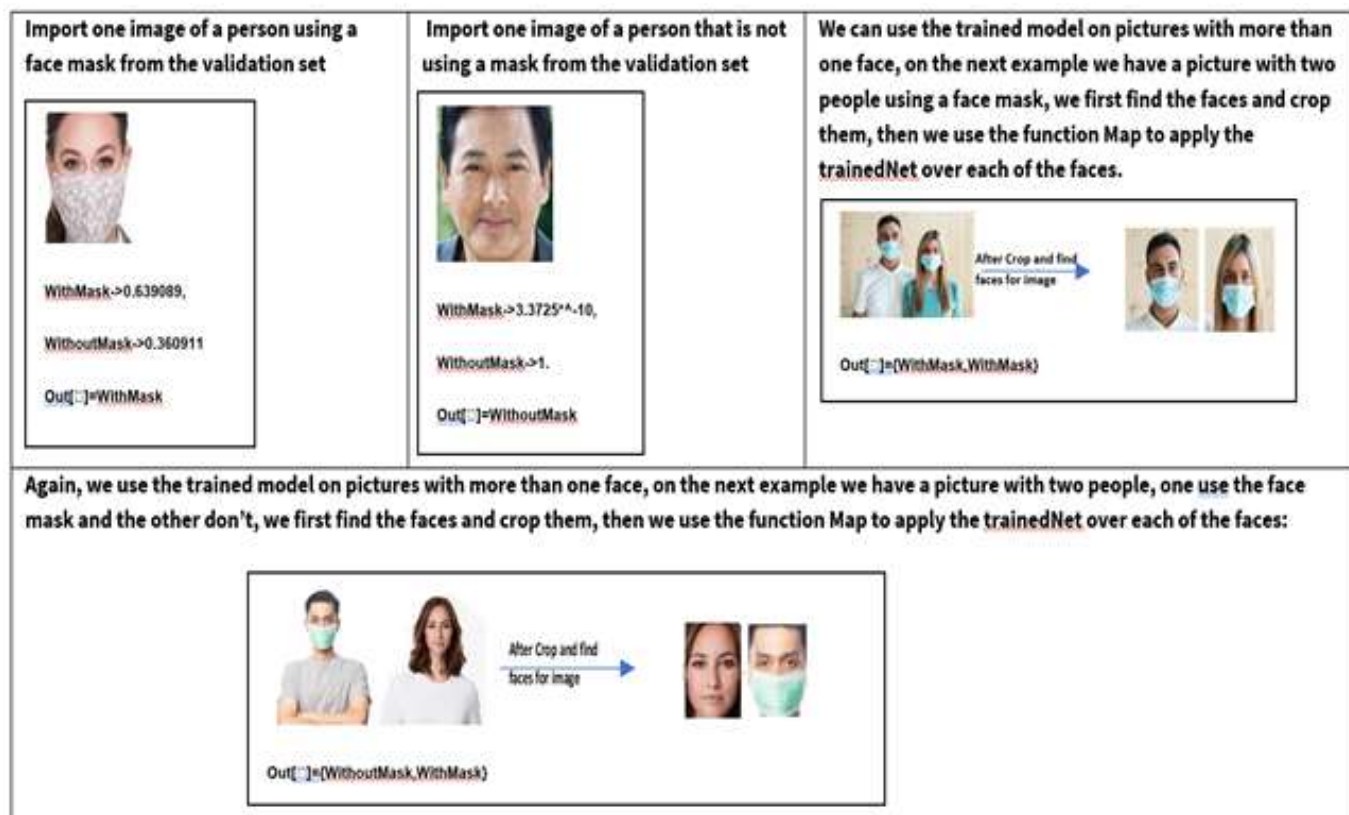 Import one image of a person using a
face mask from the validation set
WithMask->0.639089,
WithoutMask->0.360911
Out[]=WithMask
Import one image of a person that is not
using a mask from the validation set
WithMask->3.3725*^-10,
WithoutMask->1.
Out[]=WithoutMask
We can use the trained model on pictures with more than
one face, on the next example we have a picture with two
people using a face mask, we first find the faces and crop
them, then we use the function Map to apply the
trainedNet over each of the faces.
After Crop and find
faces for image
Out[]={WithMask,WithMask}
Again, we use the trained model on pictures with more than one face, on the next example we have a picture with two people, one use the face
mask and the other don't, we first find the faces and crop them, then we use the function Map to apply the trainedNet over each of the faces:
After Crop and find
faces for image
Out[]={WithoutMask,WithMask}